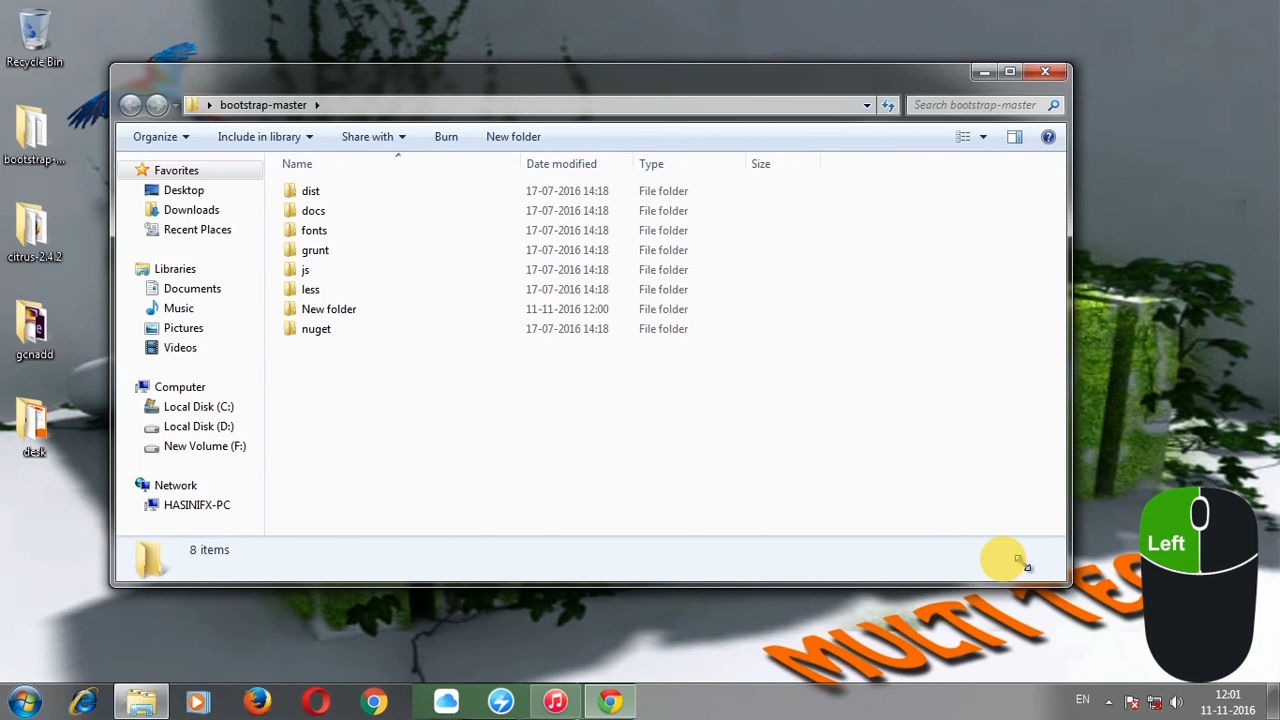 Recycle Bin
bootstrap-...
citrus-2.4.2
gcnadd
desk
bootstrap-master
Search bootstrap-master
Organize
Include in library
Share with
Burn
New folder
Name
Date modified
Type
Size
Favorites
Desktop
Downloads
Recent Places
Libraries
Documents
Music
Pictures
Videos
Computer
Local Disk (C:)
Local Disk (D:)
New Volume (F:)
Network
HASINIFX-PC
dist 17-07-2016 14:18 File folder
docs 17-07-2016 14:18 File folder
fonts 17-07-2016 14:18 File folder
grunt 17-07-2016 14:18 File folder
js 17-07-2016 14:18 File folder
less 17-07-2016 14:18 File folder
New folder 11-11-2016 12:00 File folder
nuget 17-07-2016 14:18 File folder
8 items
Left
MULTI TEC
EN
12:01
11-11-2016